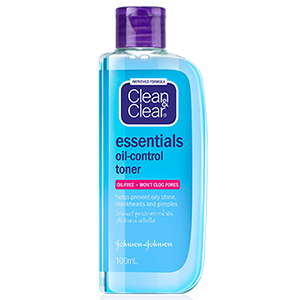 IMPROVED FORMULA
Clean &
Clear®
essentials
oil-control
toner
OIL-FREE • WON'T CLOG PORES
helps prevent oily shine,
blackheads and pimples
Johnson & Johnson
100mL